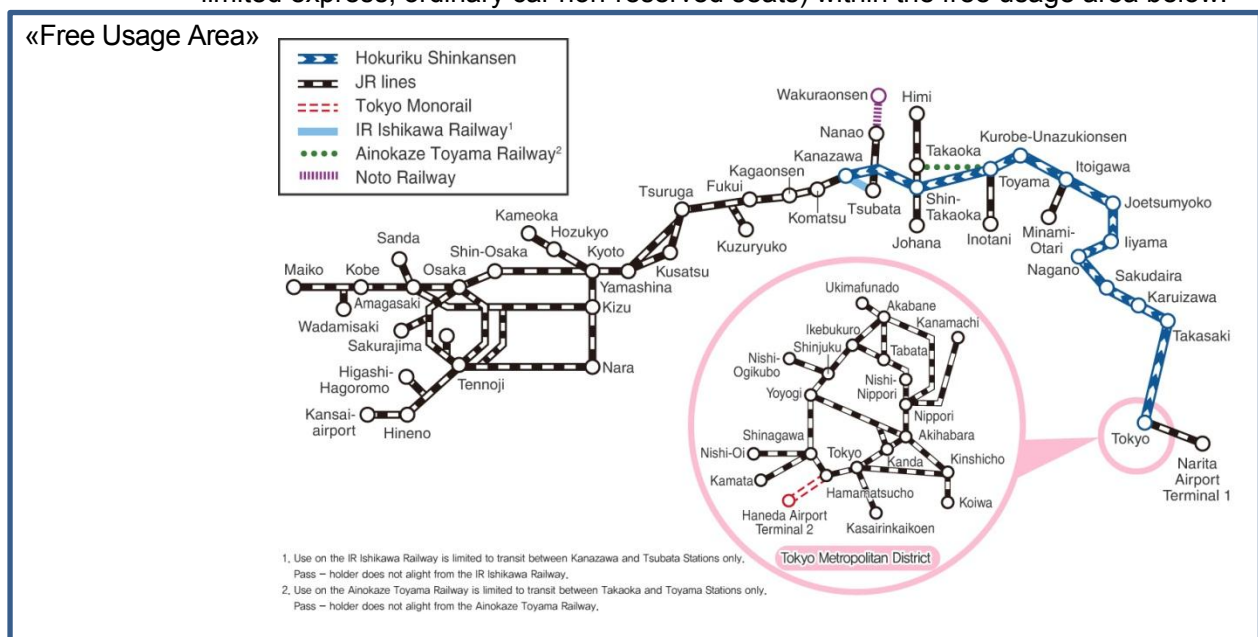 limited express, ordinary car non-reserved seats) within the free usage area below.
«Free Usage Area»
Hokuriku Shinkansen
JR lines
Tokyo Monorail
IR Ishikawa Railway1
Ainokaze Toyama Railway2
Noto Railway
Wakuraonsen
Himi
Nanao
Takaoka
Kurobe-Unazukionsen
Kanazawa
Itoigawa
Kagaonsen
Toyama
Fukui
Tsuruga
Joetsumyoko
Komatsu
Tsubata
Shin-
Takaoka
Kameoka
Hozukyo
Kuzuryuko
Johana
Inotani
Minami-
Otari
Iiyama
Sanda
Shin-Osaka
Kyoto
Kusatsu
Nagano
Maiko
Kobe
Osaka
Yamashina
Sakudaira
Amagasaki
Karuizawa
Wadamisaki
Kizu
Takasaki
Sakurajima
Higashi-
Hagoromo
Tennoji
Nara
Kansai-
airport
Hineno
Ukimafunado
Akabane
Kanamachi
Ikebukuro
Shinjuku
Tabata
Nishi-
Ogikubo
Nishi-
Nippori
Yoyogi
Nippori
Akihabara
Shinagawa
Tokyo
Kanda
Kinshicho
Nishi-Oi
Kamata
Hamamatsucho
Koiwa
Haneda Airport
Terminal 2
Kasairinkaikoen
Tokyo Metropolitan District
Tokyo
Narita
Airport
Terminal 1
1, Use on the IR Ishikawa Railway is limited to transit between Kanazawa and Tsubata Stations only,
Pass – holder does not alight from the IR Ishikawa Railway,
2, Use on the Ainokaze Toyama Railway is limited to transit between Takaoka and Toyama Stations only,
Pass – holder does not alight from the Ainokaze Toyama Railway,